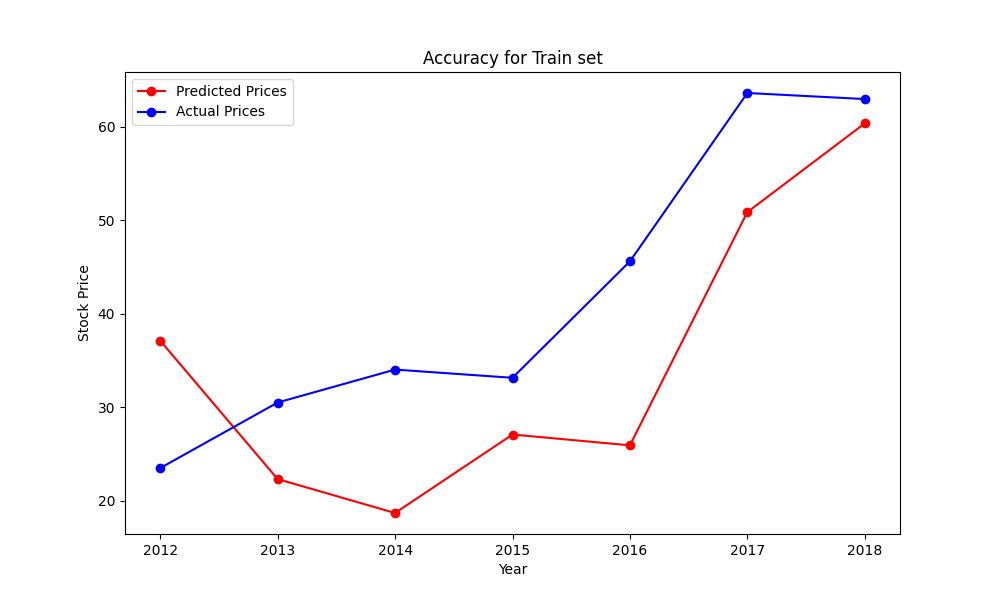 Accuracy for Train set
Predicted Prices
Actual Prices
60
50
40
30
20
Stock Price
2012 2013 2014 2015 2016 2017 2018
Year